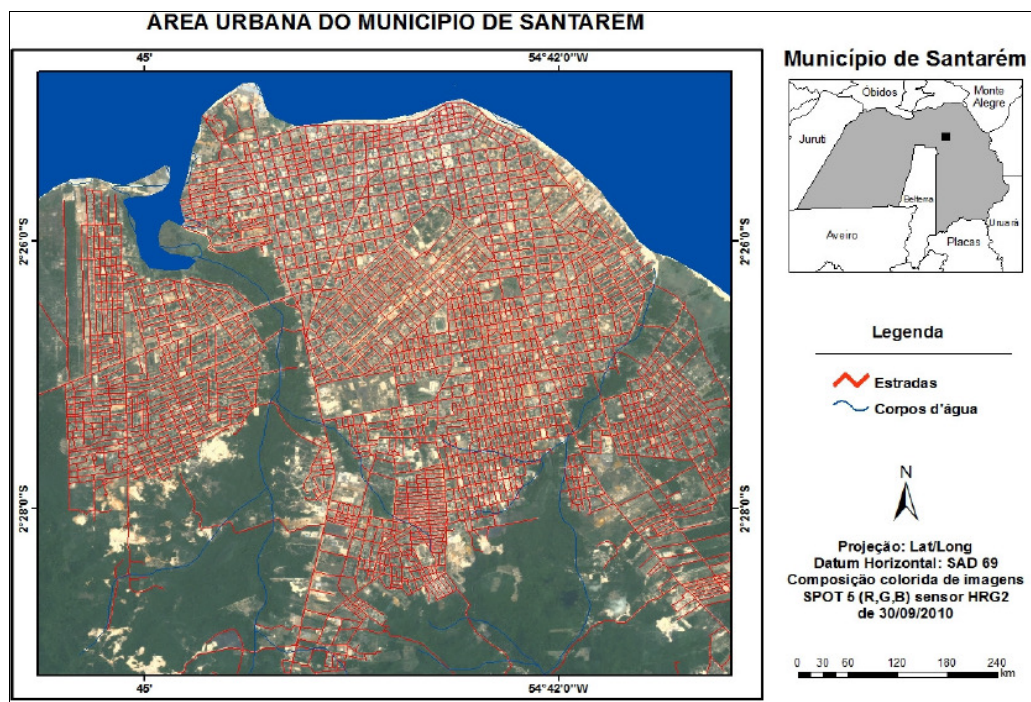 ÁREA URBANA DO MUNICÍPIO DE SANTARÉM
45'
54°42'0"W
2°26'0"S
2°26'0"S
2°28'0"S
2°28'0"S
45'
54°42'0"W
Município de Santarém
Óbidos
Monte
Alegre
Juruti
Belterra
Uruará
Aveiro
Placas
Legenda
Estradas
Corpos d'água
N
Projeção: Lat/Long
Datum Horizontal: SAD 69
Composição colorida de imagens
SPOT 5 (R,G,B) sensor HRG2
de 30/09/2010
0 30 60 120 180 240
km